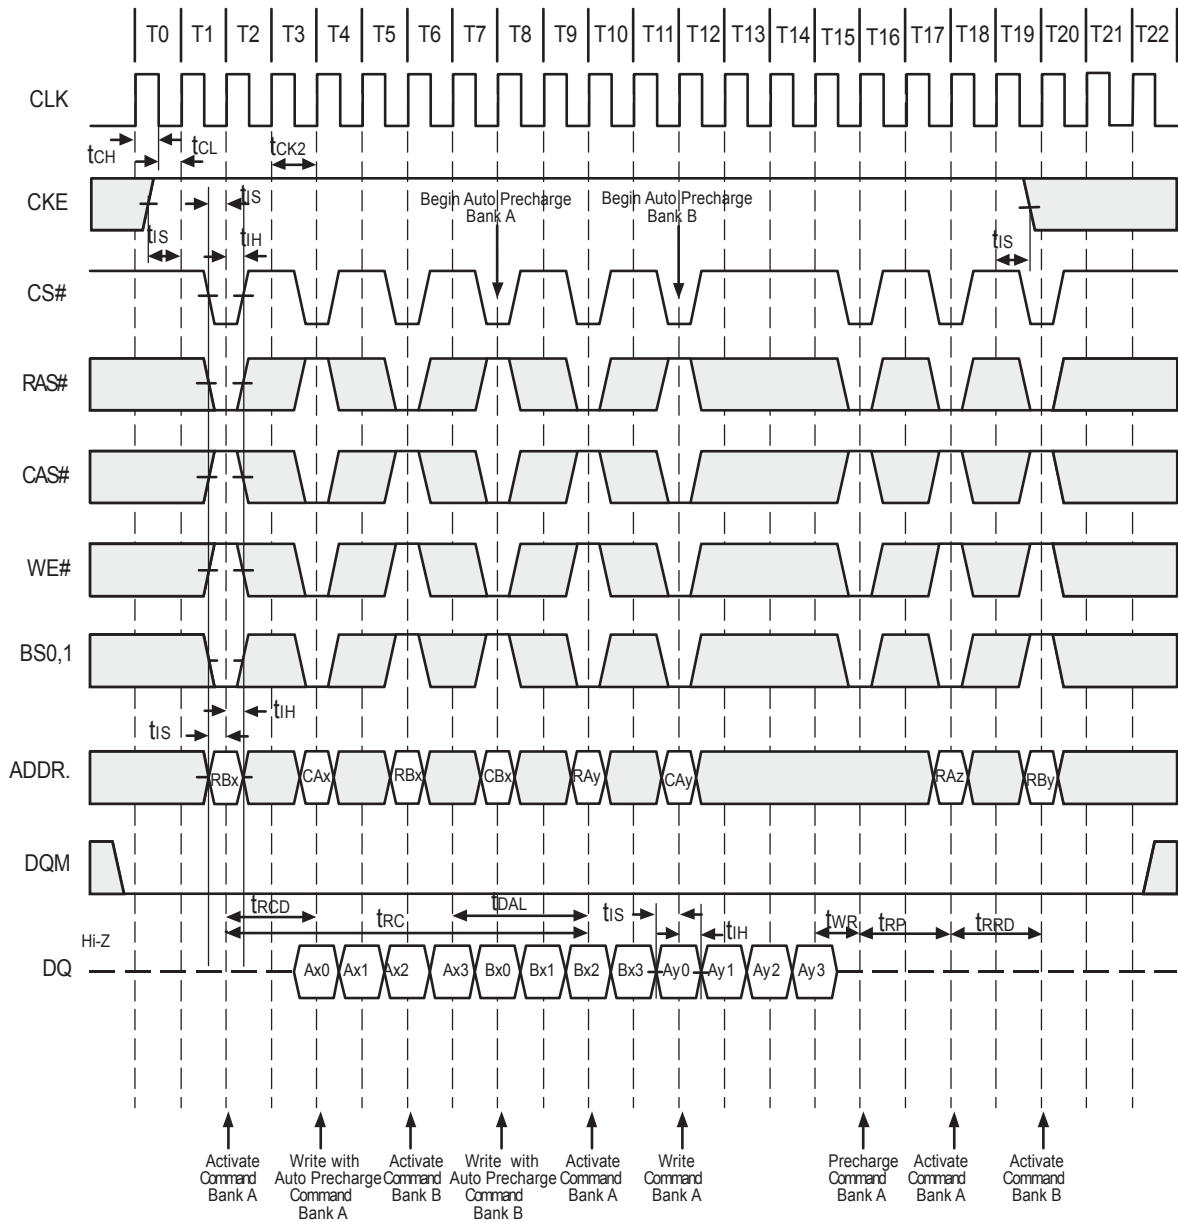 T0 T1 T2 T3 T4 T5 T6 T7 T8 T9 T10 T11 T12 T13 T14 T15 T16 T17 T18 T19 T20 T21 T22
CLK
tCH tCL tCK2
CKE
tIS
Begin Auto Precharge
Bank A
Begin Auto Precharge
Bank B
tIS tIH tIS
CS#
RAS#
CAS#
WE#
BS0,1
tIH
tIS
ADDR.
RBx CAx RBx CBx RAy CAy RAz RBy
DQM
tRCD tRC tDAL tIS tIH tWR tRP tRRD
Hi-Z
DQ
Ax0 Ax1 Ax2 Ax3 Bx0 Bx1 Bx2 Bx3 Ay0 Ay1 Ay2 Ay3
Activate
Command
Bank A
Write with
Auto Precharge
Command
Bank A
Activate
Command
Bank B
Write with
Auto Precharge
Command
Bank B
Activate
Command
Bank A
Write
Command
Bank A
Precharge
Command
Bank A
Activate
Command
Bank A
Activate
Command
Bank B